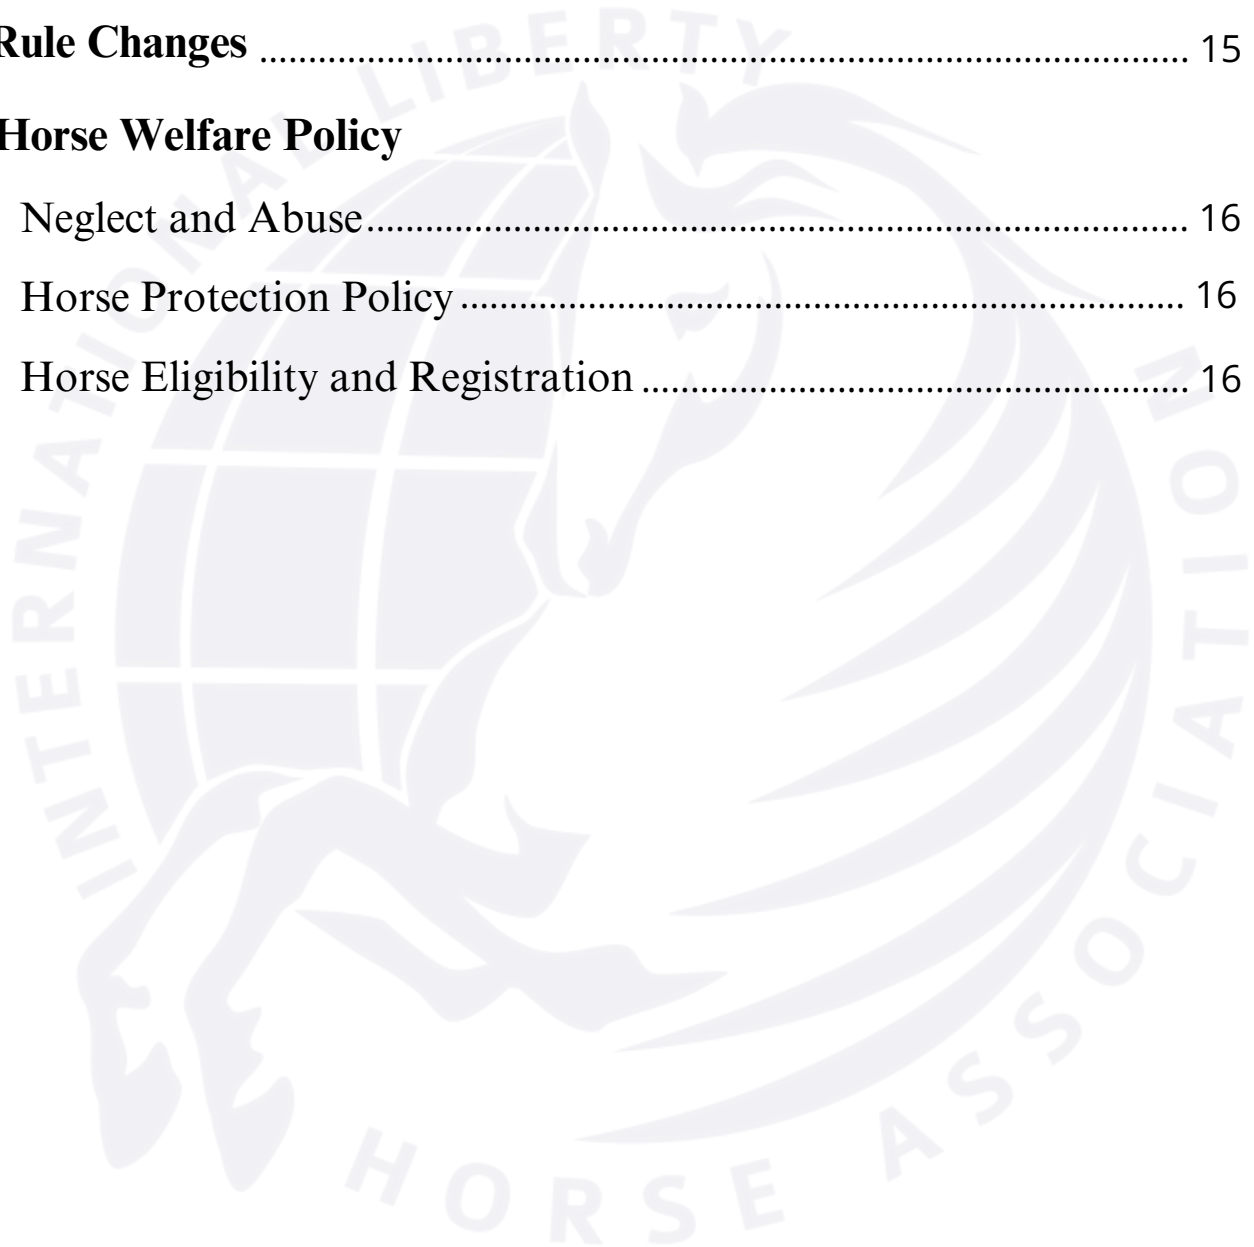 Rule Changes ................................................................ 15
Horse Welfare Policy
Neglect and Abuse ................................................................ 16
Horse Protection Policy ................................................................ 16
Horse Eligibility and Registration ................................................................ 16
INTERNATIONAL LIBERTY
HORSE ASSOCIATION